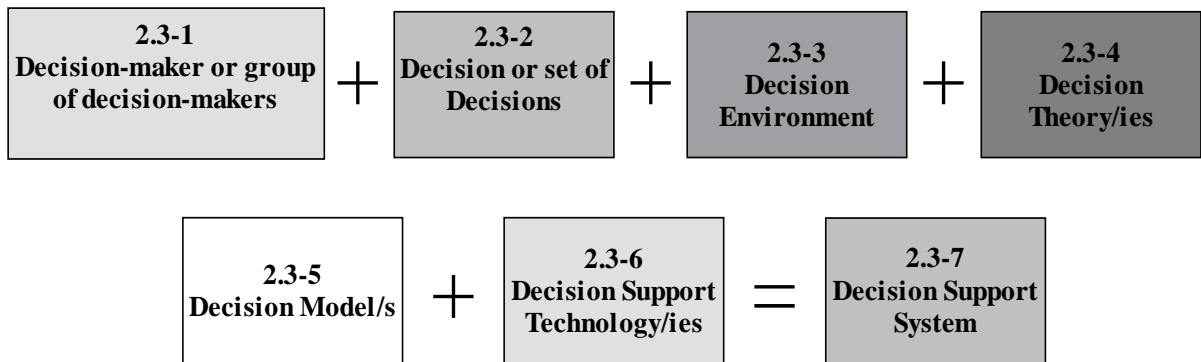 2.3-1
Decision-maker or group
of decision-makers
+
2.3-2
Decision or set of
Decisions
+
2.3-3
Decision
Environment
+
2.3-4
Decision
Theory/ies
2.3-5
Decision Model/s
+
2.3-6
Decision Support
Technology/ies
=
2.3-7
Decision Support
System